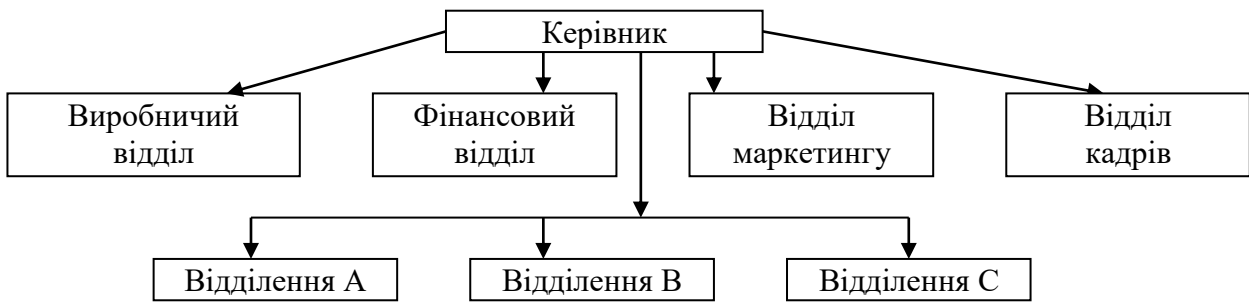 Керівник
Виробничий
відділ
Фінансовий
відділ
Відділ
маркетингу
Відділ
кадрів
Відділення А
Відділення В
Відділення С